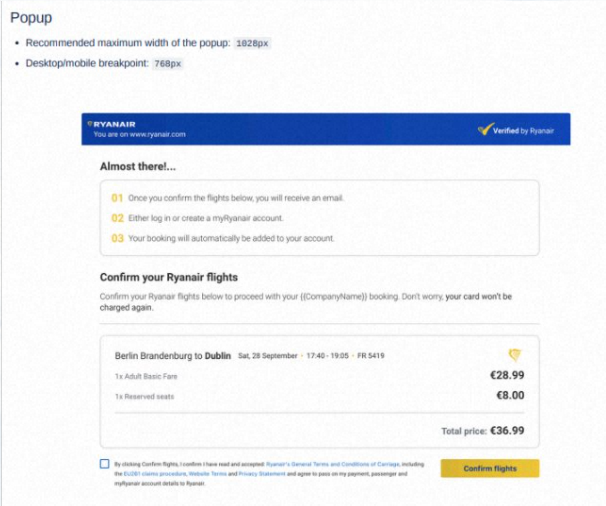 Popup
• Recommended maximum width of the popup: 1028px
• Desktop/mobile breakpoint: 768px
RYANAIR
You are on www.ryanair.com
Verified by Ryanair
Almost there!...
01 Once you confirm the flights below, you will receive an email.
02 Either log in or create a myRyanair account.
03 Your booking will automatically be added to your account.
Confirm your Ryanair flights
Confirm your Ryanair flights below to proceed with your {{CompanyName}} booking. Don't worry, your card won't be
charged again.
Berlin Brandenburg to Dublin Sat, 28 September • 17:40 - 19:05 • FR 5419
1x Adult Basic Fare €28.99
1x Reserved seats €8.00
Total price: €36.99
By clicking Confirm flights, I confirm I have read and accepted Ryanair's General Terms and Conditions of Carriage, including
the EU261 claims procedure, Website Terms and Privacy Statement and agree to pass on my payment, passenger and
myRyanair account details to Ryanair.
Confirm flights